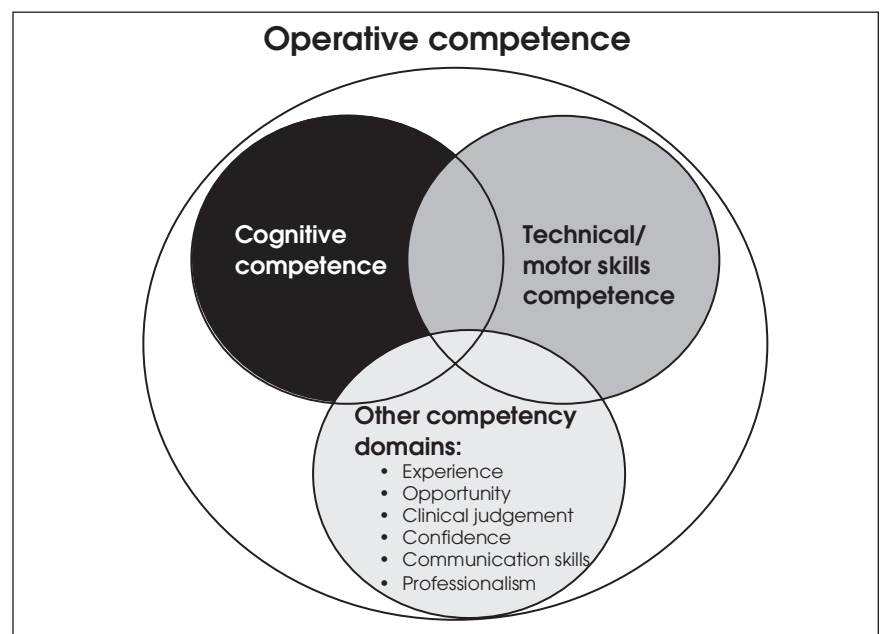 Operative competence
Cognitive
competence
Technical/
motor skills
competence
Other competency
domains:
• Experience
• Opportunity
• Clinical judgement
• Confidence
• Communication skills
• Professionalism